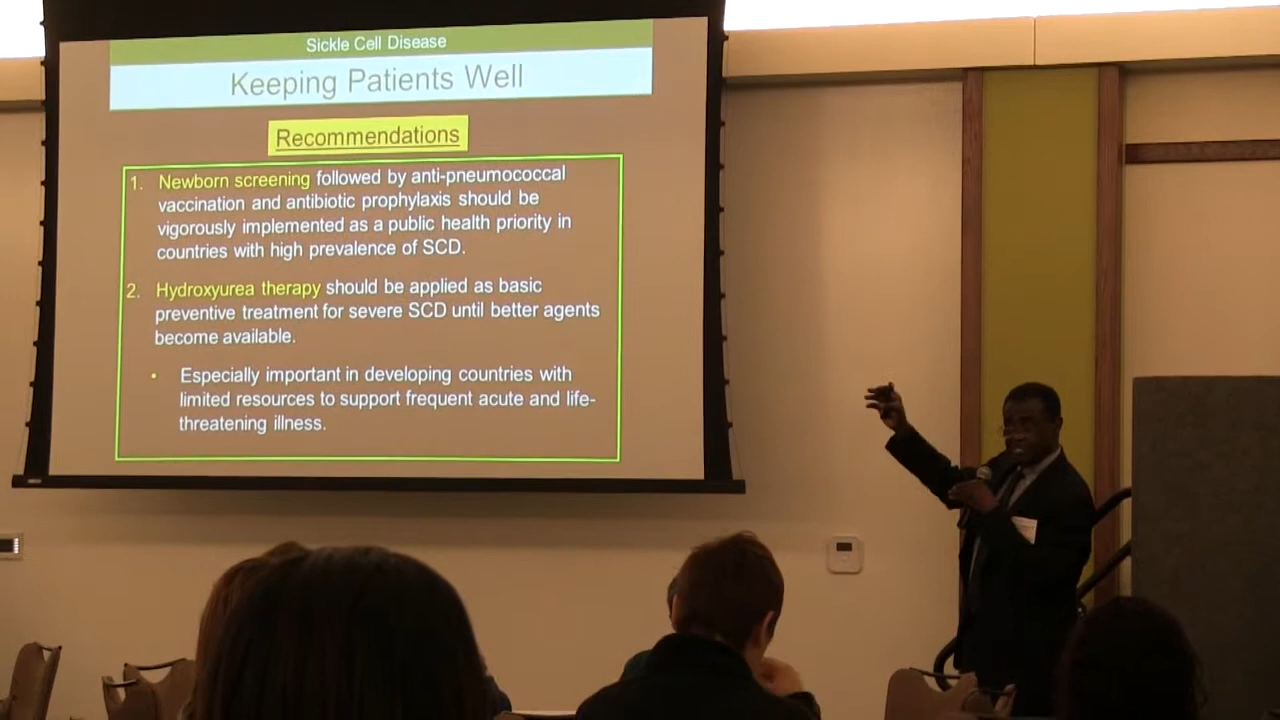 Sickle Cell Disease
Keeping Patients Well
Recommendations
1. Newborn screening followed by anti-pneumococcal
vaccination and antibiotic prophylaxis should be
vigorously implemented as a public health priority in
countries with high prevalence of SCD.
2. Hydroxyurea therapy should be applied as basic
preventive treatment for severe SCD until better agents
become available.
• Especially important in developing countries with
limited resources to support frequent acute and life-
threatening illness.